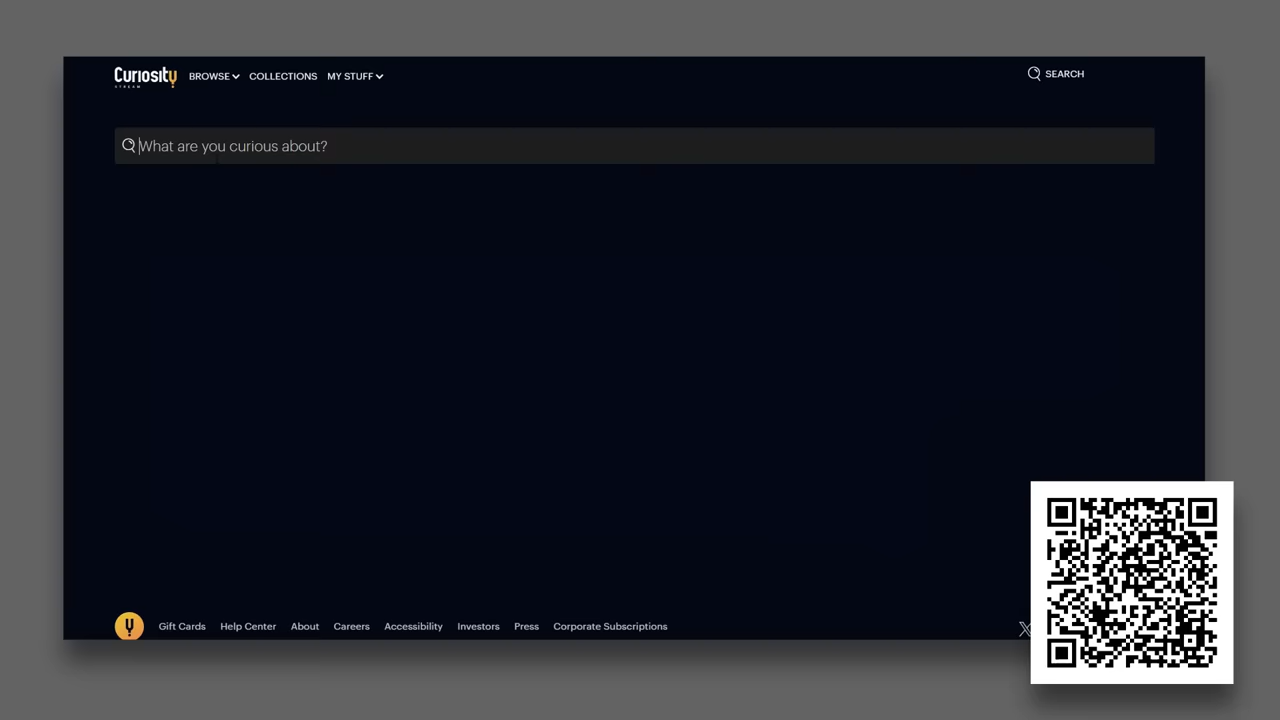 Curiosity
STREAM
BROWSE
COLLECTIONS
MY STUFF
SEARCH
What are you curious about?
Gift Cards
Help Center
About
Careers
Accessibility
Investors
Press
Corporate Subscriptions